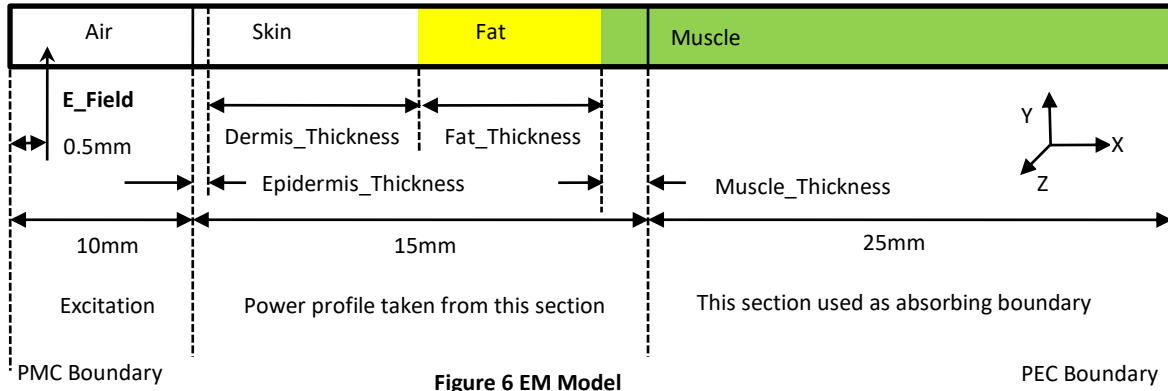 Air
Skin
Fat
Muscle
E_Field
0.5mm
Dermis_Thickness
Fat_Thickness
Y
X
Z
Epidermis_Thickness
Muscle_Thickness
10mm
15mm
25mm
Excitation
Power profile taken from this section
This section used as absorbing boundary
PMC Boundary
Figure 6 EM Model
PEC Boundary